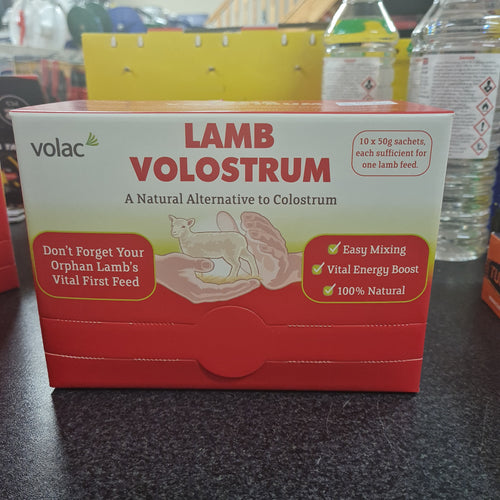 volac
LAMB
VOLOSTRUM
A Natural Alternative to Colostrum
10 x 50g sachets,
each sufficient for
one lamb feed.
Don't Forget Your
Orphan Lamb's
Vital First Feed
Easy Mixing
Vital Energy Boost
100% Natural